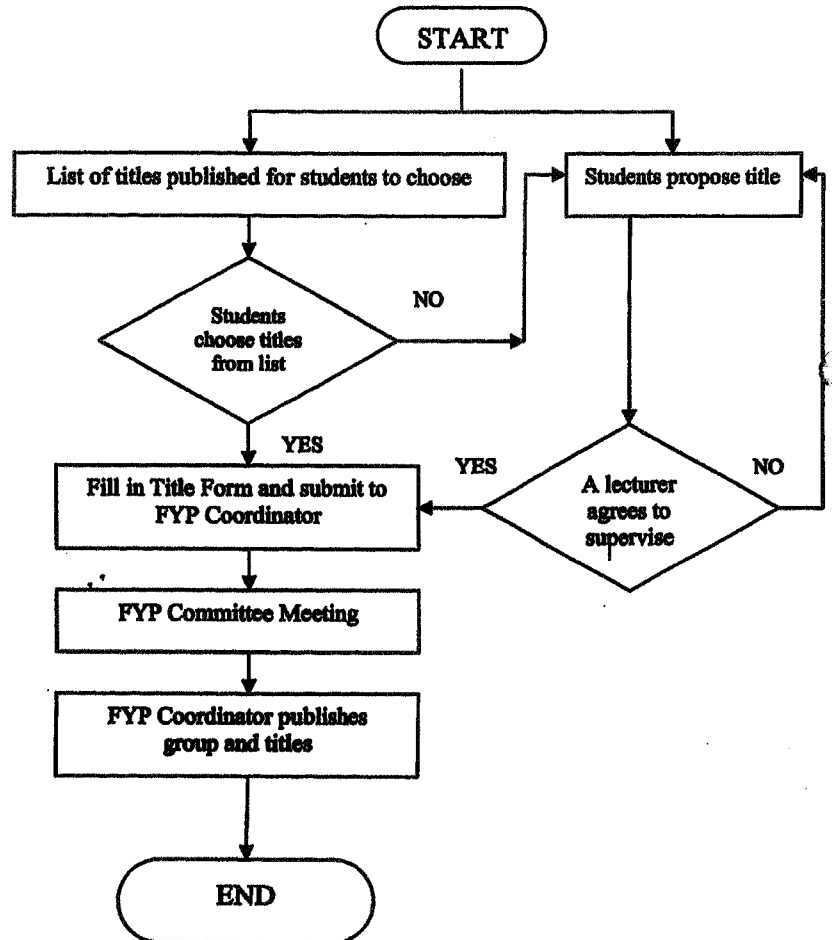 START
List of titles published for students to choose
Students propose title
NO
Students
choose titles
from list
YES
Fill in Title Form and submit to
FYP Coordinator
YES
NO
A lecturer
agrees to
supervise
FYP Committee Meeting
FYP Coordinator publishes
group and titles
END